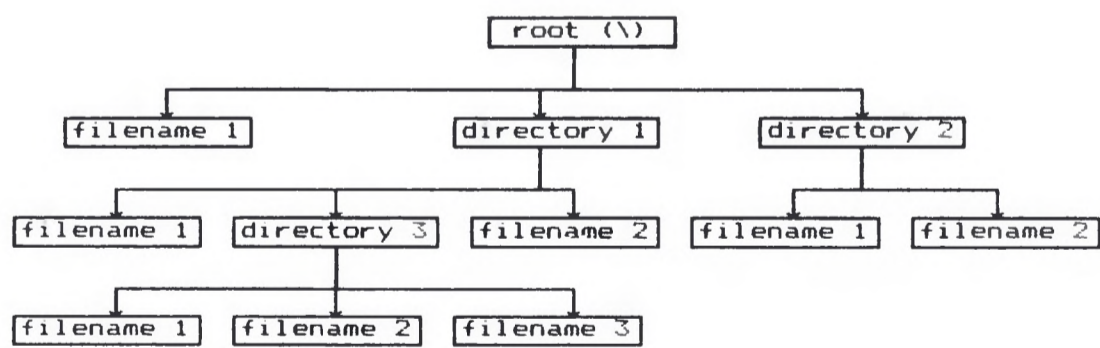 root (\)
filename 1 directory 1 directory 2
filename 1 directory 3 filename 2 filename 1 filename 2
filename 1 filename 2 filename 3